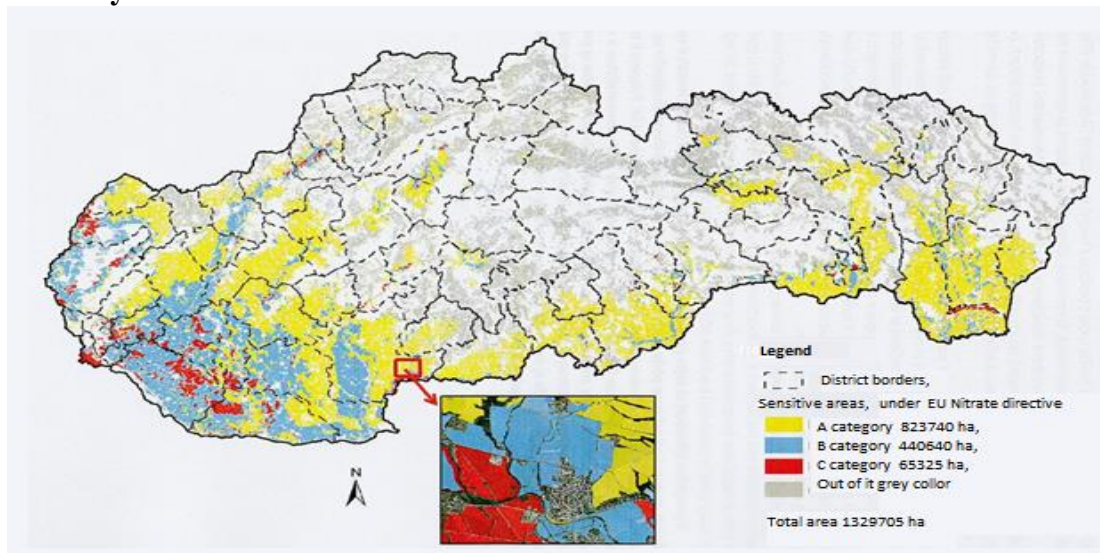 Legend
District borders,
Sensitive areas, under EU Nitrate directive
A category 823740 ha,
B category 440640 ha,
C category 65325 ha,
Out of it grey collor
Total area 1329705 ha
N